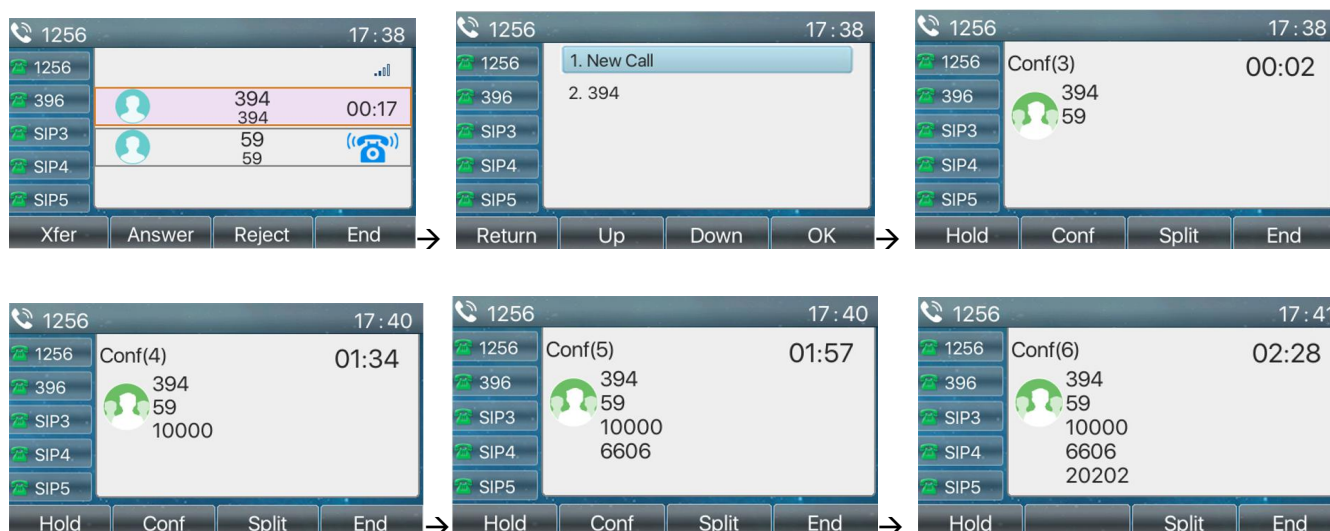 1256 17:38
1256
396
394
394
00:17
SIP3
59
59
SIP4
SIP5
Xfer Answer Reject End
→
1256 17:38
1256
1. New Call
396
2. 394
SIP3
SIP4
SIP5
Return Up Down OK
→
1256 17:38
1256
Conf(3) 00:02
396
394
59
SIP3
SIP4
SIP5
Hold Conf Split End
1256 17:40
1256
Conf(4) 01:34
396
394
59
10000
SIP3
SIP4
SIP5
Hold Conf Split End
→
1256 17:40
1256
Conf(5) 01:57
396
394
59
10000
6606
SIP3
SIP4
SIP5
Hold Conf Split End
→
1256 17:41
1256
Conf(6) 02:28
396
394
59
10000
6606
20202
SIP3
SIP4
SIP5
Hold Split End